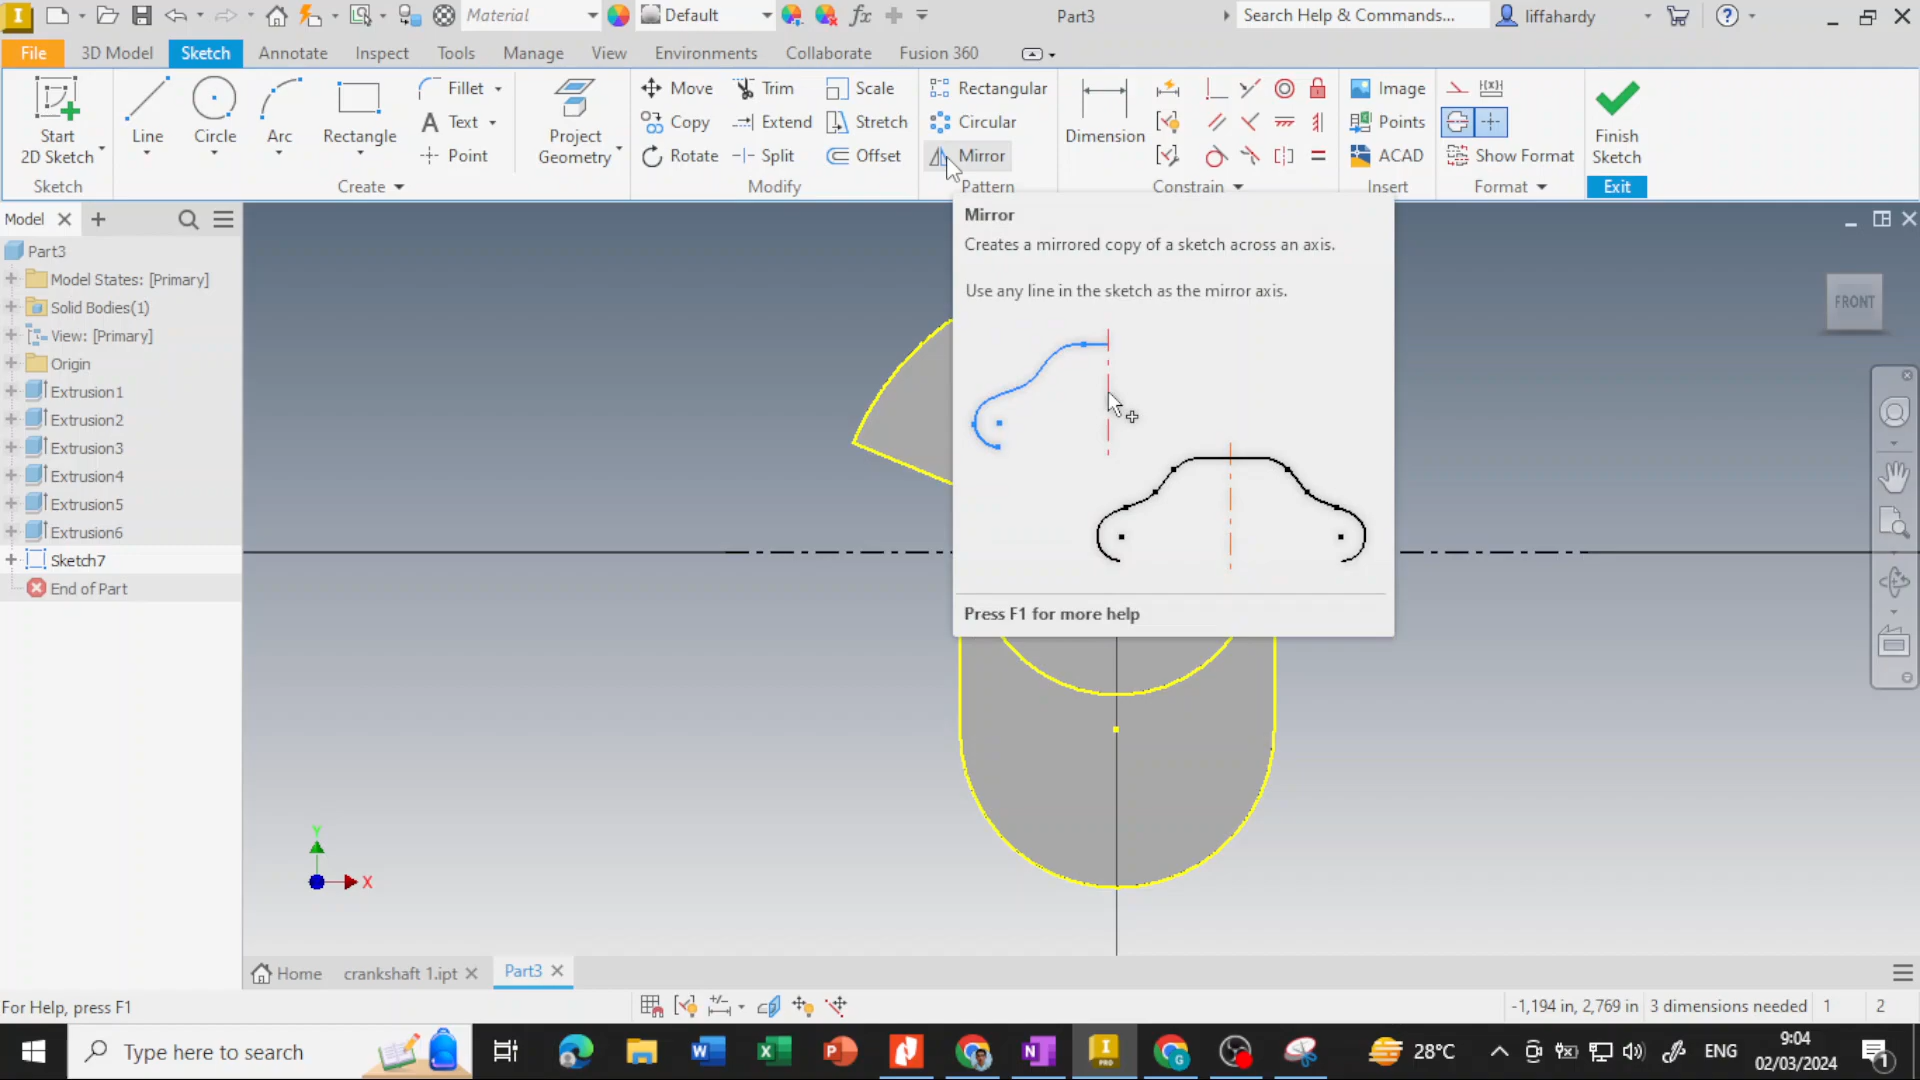 Material
Default
Part3
Search Help & Commands...
liffahardy
File
3D Model
Sketch
Annotate
Inspect
Tools
Manage
View
Environments
Collaborate
Fusion 360
Start
2D Sketch
Line
Circle
Arc
Rectangle
Fillet
Text
Point
Project
Geometry
Move
Copy
Rotate
Trim
Extend
Split
Scale
Stretch
Offset
Rectangular
Circular
Mirror
Dimension
Image
Points
ACAD
Show Format
Finish
Sketch
Sketch
Create
Modify
Pattern
Constrain
Insert
Format
Exit
Model
Part3
Model States: [Primary]
Solid Bodies(1)
View: [Primary]
Origin
Extrusion1
Extrusion2
Extrusion3
Extrusion4
Extrusion5
Extrusion6
Sketch7
End of Part
Mirror
Creates a mirrored copy of a sketch across an axis.
Use any line in the sketch as the mirror axis.
Press F1 for more help
FRONT
Y
X
Home
crankshaft 1.ipt
Part3
For Help, press F1
-1,194 in, 2,769 in
3 dimensions needed
1
2
Type here to search
28°C
ENG
9:04
02/03/2024
1